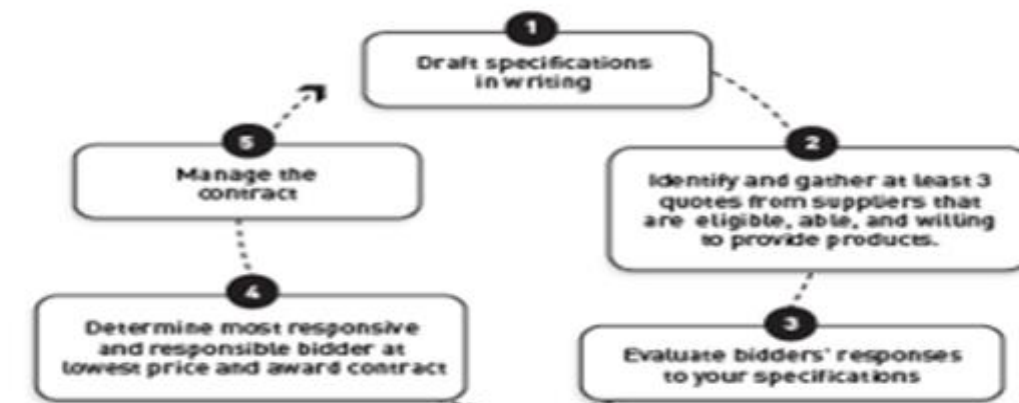 1
Draft specifications
in writing
2
Identify and gather at least 3
quotes from suppliers that
are eligible, able, and willing
to provide products.
3
Evaluate bidders' responses
to your specifications
4
Determine most responsive
and responsible bidder at
lowest price and award contract
5
Manage the
contract